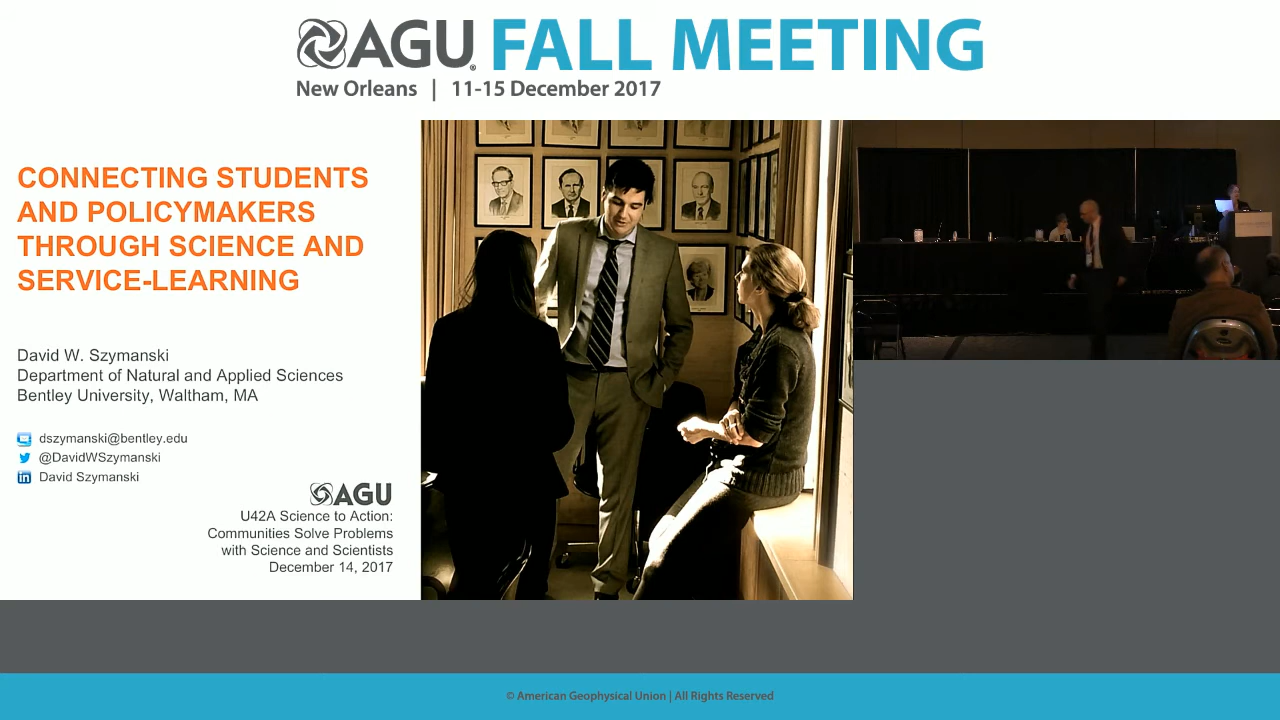 AGU FALL MEETING
New Orleans | 11-15 December 2017
CONNECTING STUDENTS
AND POLICYMAKERS
THROUGH SCIENCE AND
SERVICE-LEARNING
David W. Szymanski
Department of Natural and Applied Sciences
Bentley University, Waltham, MA
dszymanski@bentley.edu
@DavidWSzymanski
in David Szymanski
AGU
U42A Science to Action:
Communities Solve Problems
with Science and Scientists
December 14, 2017
© American Geophysical Union | All Rights Reserved